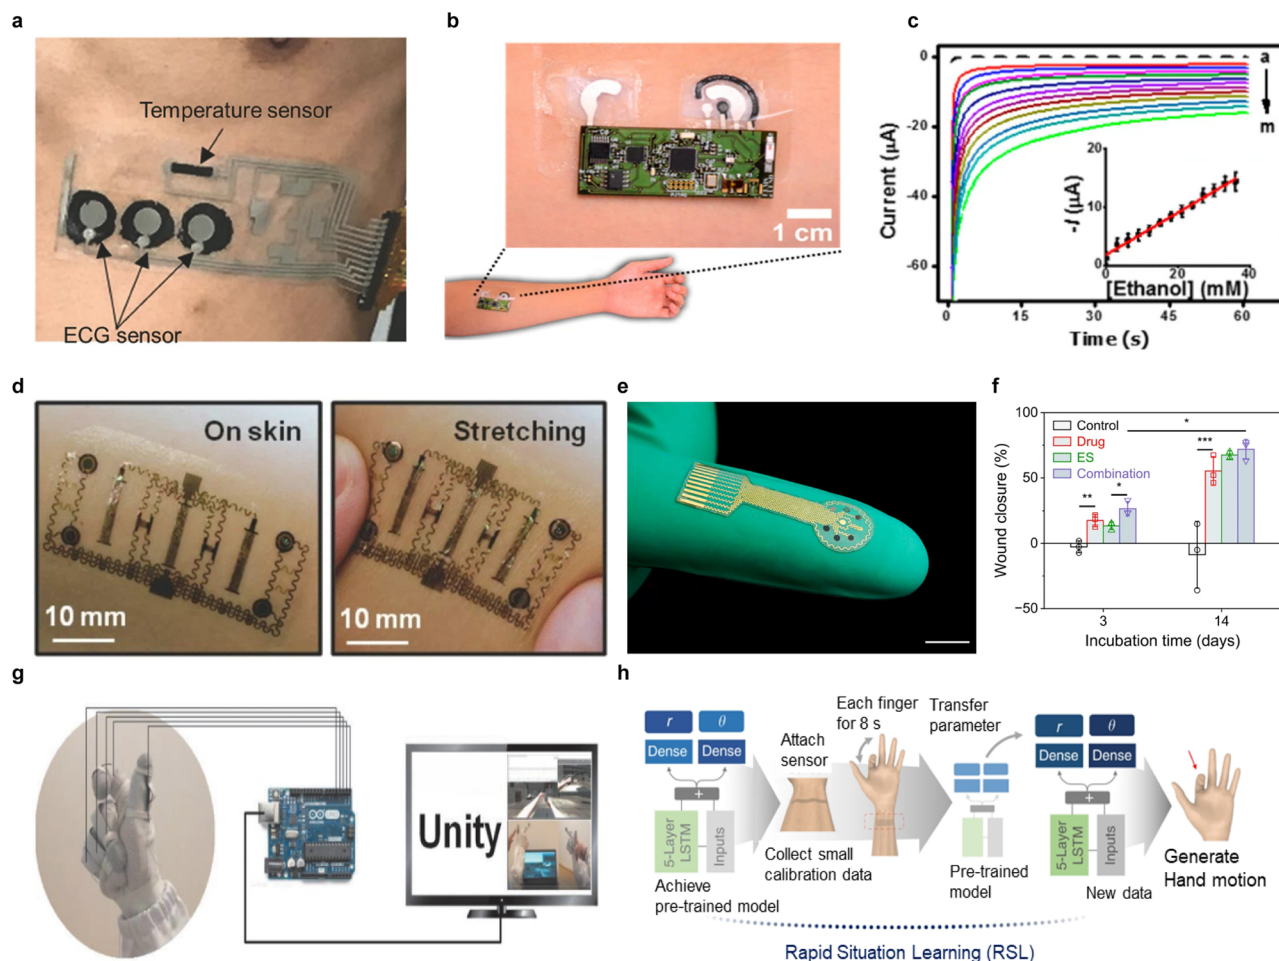 a
Temperature sensor
ECG sensor
b
1 cm
c
Current (µA)
0
-20
-40
-60
a
m
-I (µA)
20
10
0
0
20
40
[Ethanol] (mM)
15
30
45
60
Time (s)
d
On skin
10 mm
Stretching
10 mm
e
f
Wound closure (%)
100
50
0
−50
Control
Drug
ES
Combination
**
*
***
*
3
14
Incubation time (days)
g
Unity
h
r
θ
Dense
Dense
+
5-Layer
LSTM
Inputs
Achieve
pre-trained model
Attach
sensor
Collect small
calibration data
Each finger
for 8 s
Transfer
parameter
Pre-trained
model
r
θ
Dense
Dense
+
5-Layer
LSTM
Inputs
New data
Generate
Hand motion
Rapid Situation Learning (RSL)